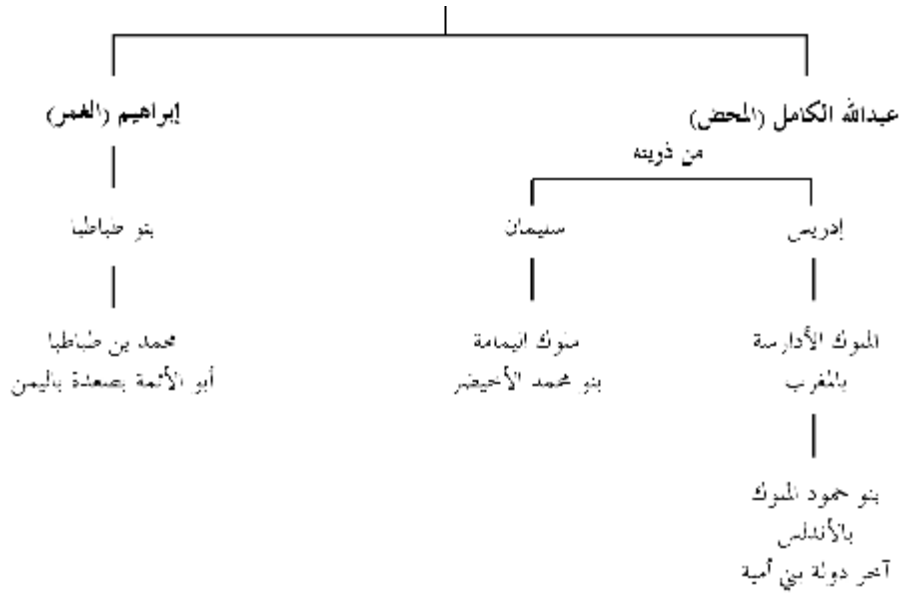 عبدالله الكامل (المحض)
إبراهيم (الغمر)
من ذويته
إدريس
سليمان
بنو طباطبا
الملوك الأدارسة
بالمغرب
ملوك اليمامة
بنو محمد الأخيضر
محمد بن طباطبا
أبو الأئمة بصعدة باليمن
بنو حمود الملوك
بالأندلس
آخر دولة بني أمية